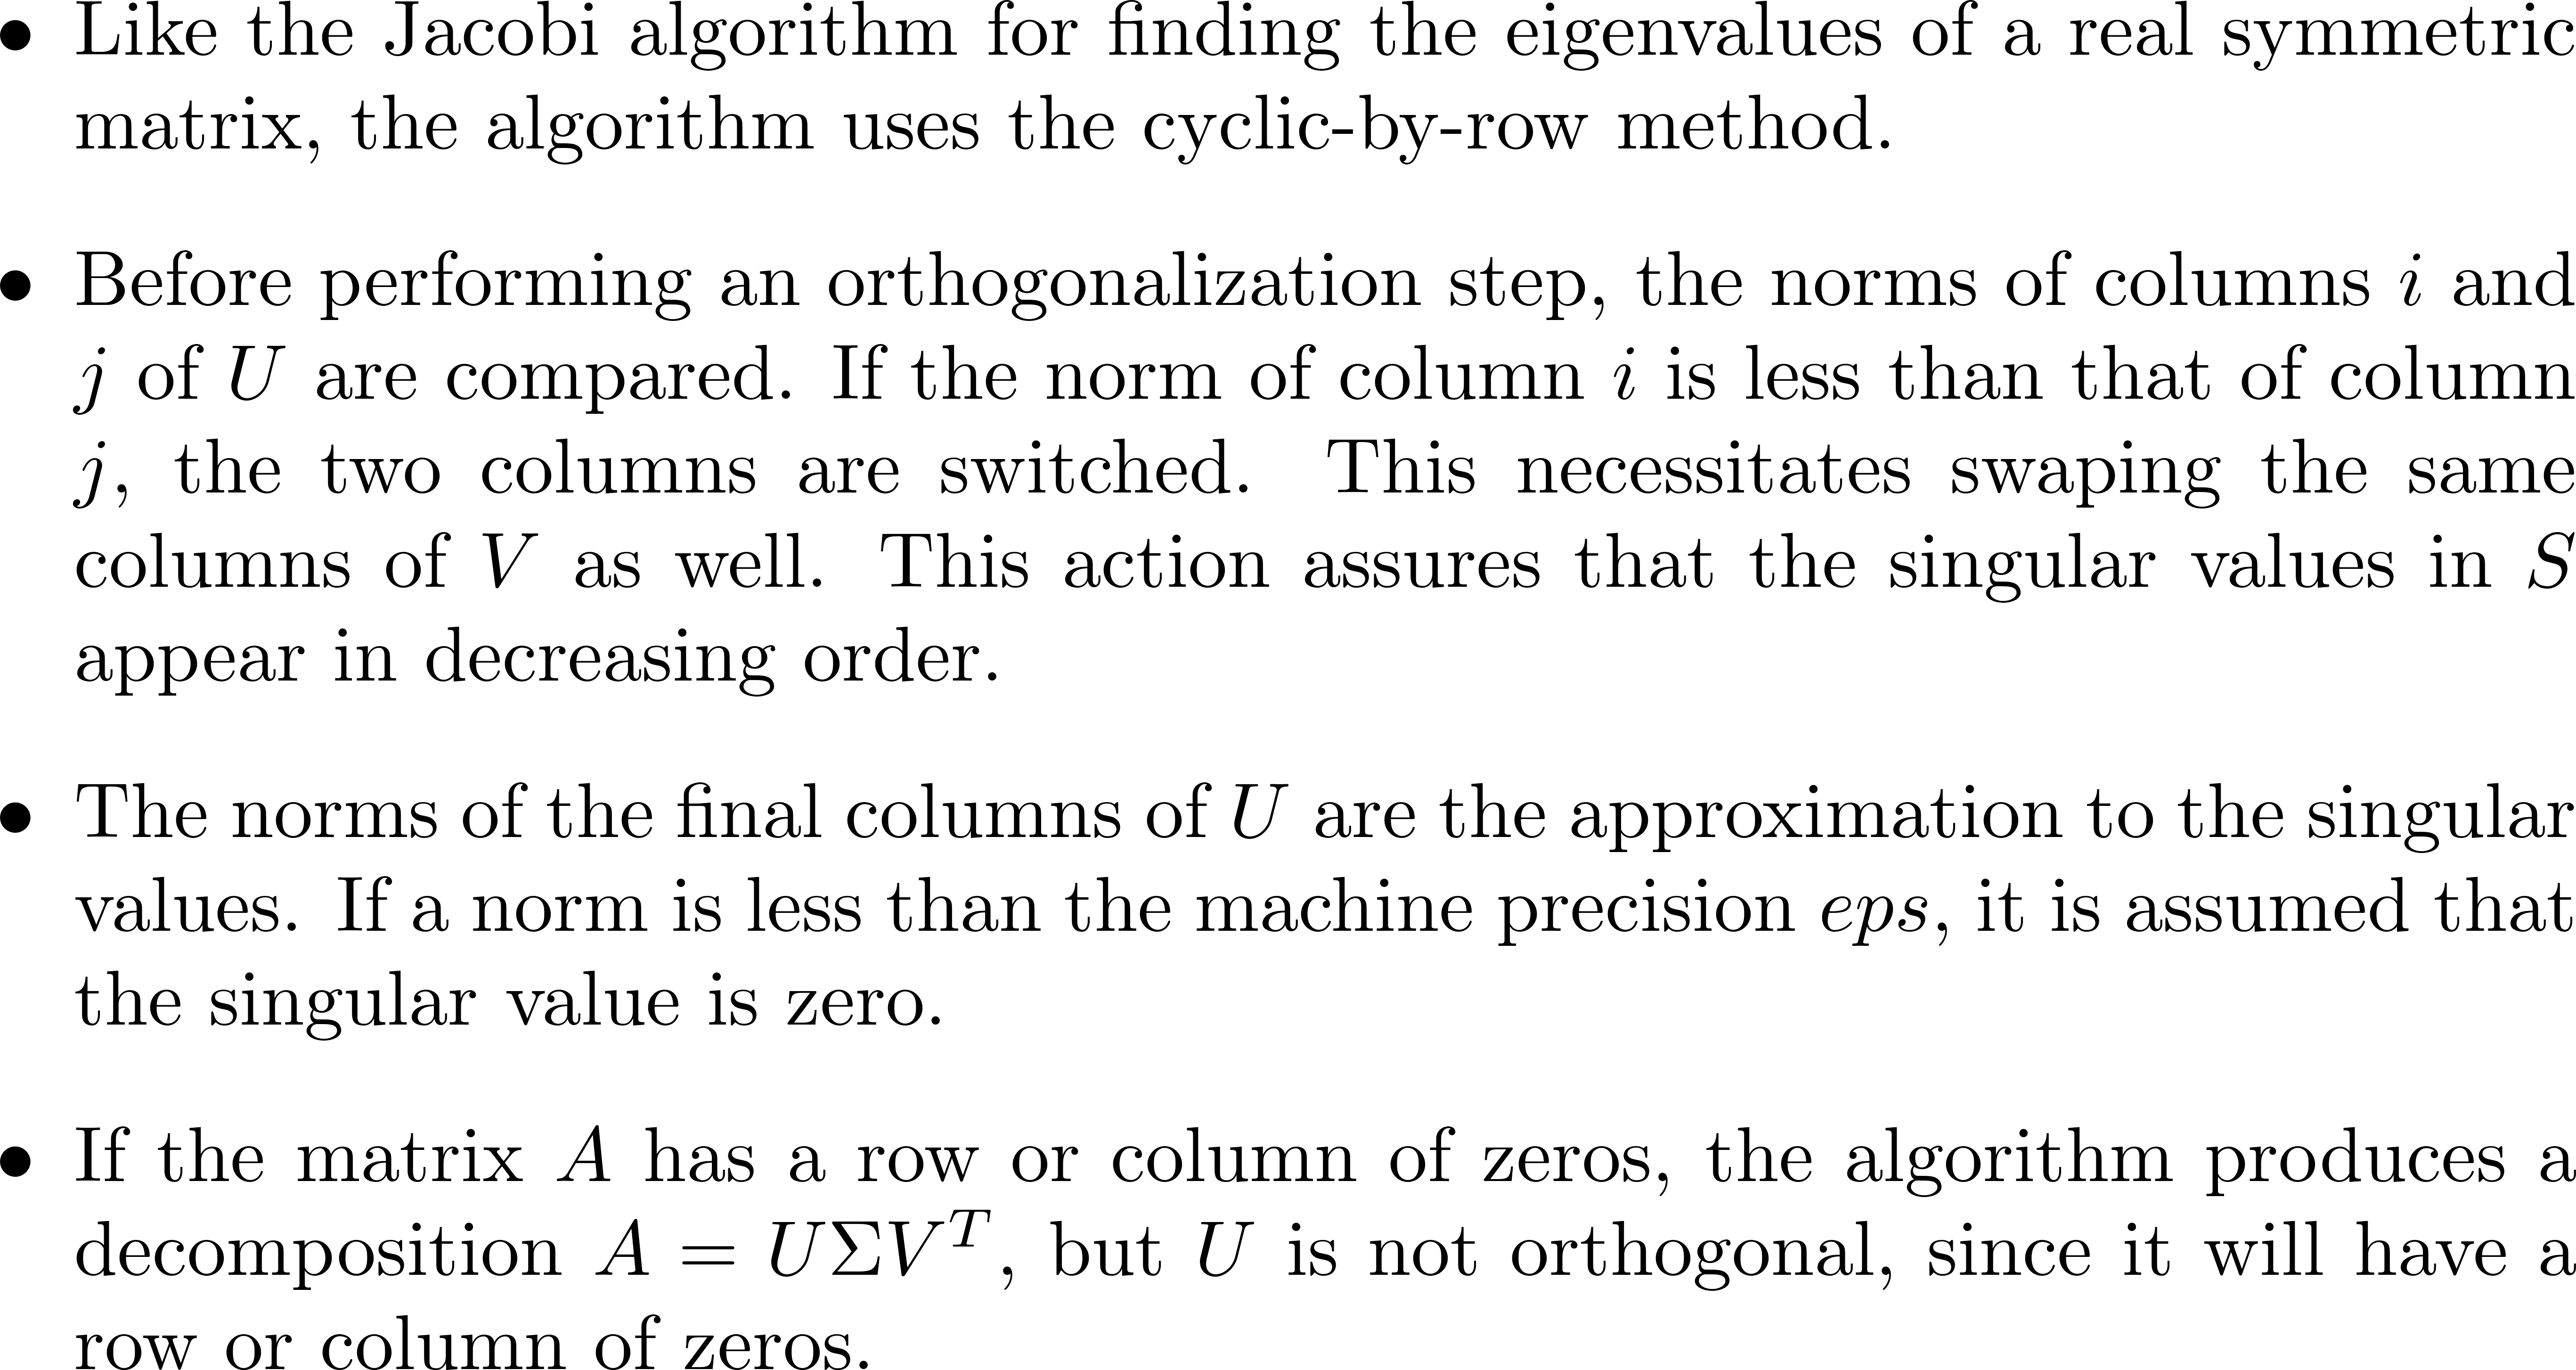 • Like the Jacobi algorithm for finding the eigenvalues of a real symmetric
matrix, the algorithm uses the cyclic-by-row method.
• Before performing an orthogonalization step, the norms of columns i and
j of U are compared. If the norm of column i is less than that of column
j, the two columns are switched. This necessitates swaping the same
columns of V as well. This action assures that the singular values in S
appear in decreasing order.
• The norms of the final columns of U are the approximation to the singular
values. If a norm is less than the machine precision eps, it is assumed that
the singular value is zero.
• If the matrix A has a row or column of zeros, the algorithm produces a
decomposition A = UΣV^T, but U is not orthogonal, since it will have a
row or column of zeros.